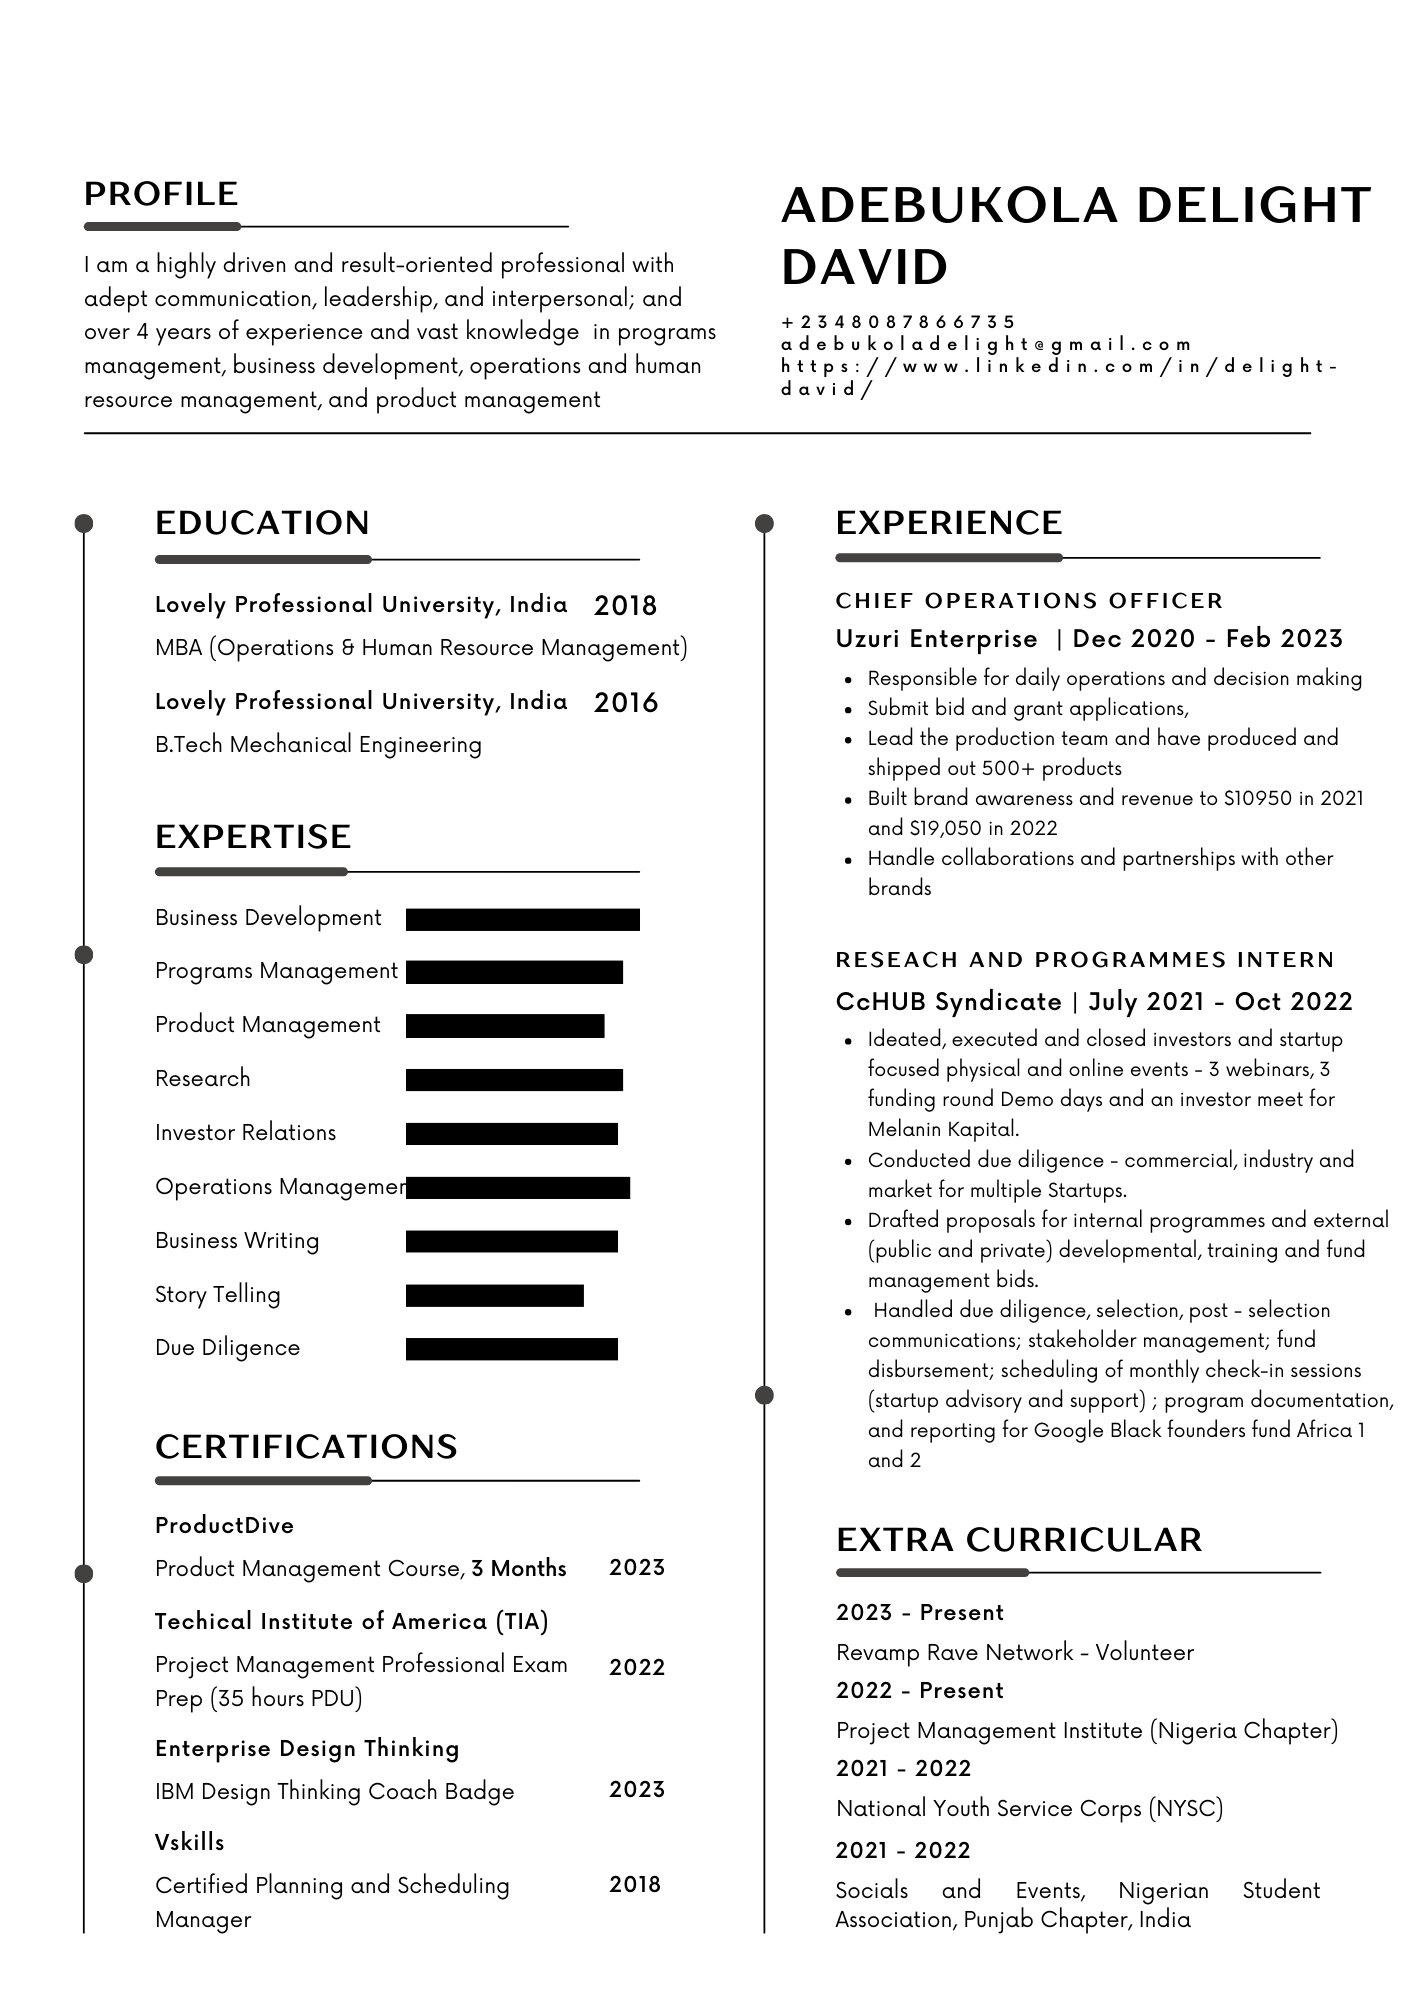 PROFILE
I am a highly driven and result-oriented professional with
adept communication, leadership, and interpersonal; and
over 4 years of experience and vast knowledge in programs
management, business development, operations and human
resource management, and product management
ADEBUKOLA DELIGHT
DAVID
+2348087866735
adebukoladelight@gmail.com
https://www.linkedin.com/in/delight-
david/
EDUCATION
Lovely Professional University, India 2018
MBA (Operations & Human Resource Management)
Lovely Professional University, India 2016
B.Tech Mechanical Engineering
EXPERTISE
Business Development
Programs Management
Product Management
Research
Investor Relations
Operations Managemen
Business Writing
Story Telling
Due Diligence
CERTIFICATIONS
ProductDive
Product Management Course, 3 Months 2023
Techical Institute of America (TIA)
Project Management Professional Exam 2022
Prep (35 hours PDU)
Enterprise Design Thinking
IBM Design Thinking Coach Badge 2023
Vskills
Certified Planning and Scheduling 2018
Manager
EXPERIENCE
CHIEF OPERATIONS OFFICER
Uzuri Enterprise | Dec 2020 - Feb 2023
• Responsible for daily operations and decision making
• Submit bid and grant applications,
• Lead the production team and have produced and
shipped out 500+ products
• Built brand awareness and revenue to $10950 in 2021
and $19,050 in 2022
• Handle collaborations and partnerships with other
brands
RESEACH AND PROGRAMMES INTERN
CcHUB Syndicate | July 2021 - Oct 2022
• Ideated, executed and closed investors and startup
focused physical and online events - 3 webinars, 3
funding round Demo days and an investor meet for
Melanin Kapital.
• Conducted due diligence - commercial, industry and
market for multiple Startups.
• Drafted proposals for internal programmes and external
(public and private) developmental, training and fund
management bids.
• Handled due diligence, selection, post - selection
communications; stakeholder management; fund
disbursement; scheduling of monthly check-in sessions
(startup advisory and support) ; program documentation,
and reporting for Google Black founders fund Africa 1
and 2
EXTRA CURRICULAR
2023 - Present
Revamp Rave Network - Volunteer
2022 - Present
Project Management Institute (Nigeria Chapter)
2021 - 2022
National Youth Service Corps (NYSC)
2021 - 2022
Socials and Events, Nigerian Student
Association, Punjab Chapter, India